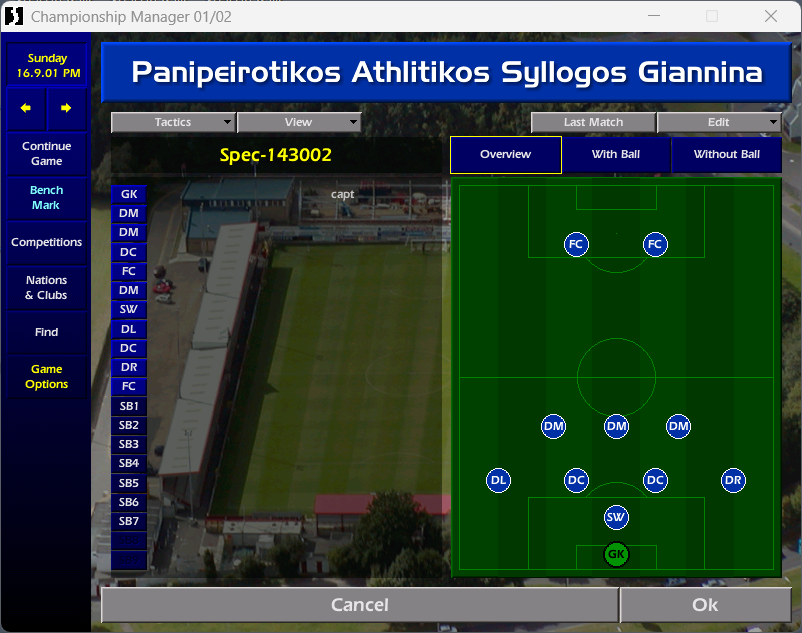 Championship Manager 01/02
Sunday
16.9.01 PM
Panipeirotikos Athlitikos Syllogos Giannina
Continue
Game
Bench
Mark
Competitions
Nations
& Clubs
Find
Game
Options
Tactics
View
Last Match
Edit
Spec-143002
Overview
With Ball
Without Ball
GK
capt
DM
DM
DC
FC
DM
SW
DL
DC
DR
FC
SB1
SB2
SB3
SB4
SB5
SB6
SB7
FC FC
DM DM DM
DL DC DC DR
SW
GK
Cancel
Ok